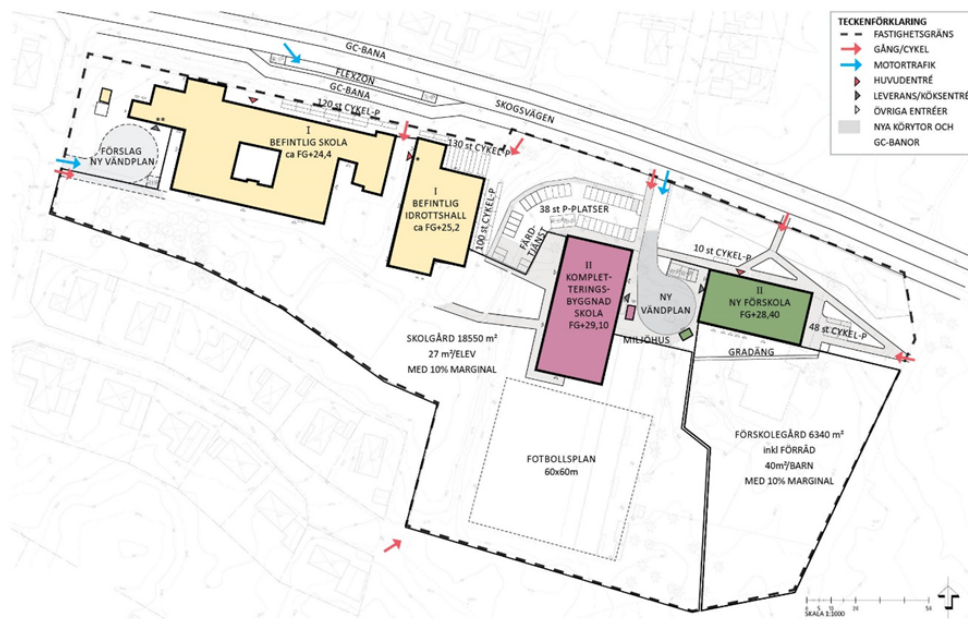 TECKENFÖRKLARING
FASTIGHETSGRÄNS
GÅNG/CYKEL
MOTORTRAFIK
HUVUDENTRÉ
LEVERANS/KÖKSENTRÉ
ÖVRIGA ENTRÉER
NYA KÖRYTOR OCH
GC-BANOR
GC-BANA
FLEXZON
GC-BANA
SKOGSVÄGEN
120 st CYKEL-P
130 st CYKEL-P
100 st CYKEL-P
I
BEFINTLIG SKOLA
ca FG+24,4
FÖRSLAG
NY VÄNDPLAN
I
BEFINTLIG
IDROTTSHALL
ca FG+25,2
38 st P-PLATSER
FÄRD-
TJÄNST
II
KOMPLET-
TERINGS-
BYGGNAD
SKOLA
FG+29,10
NY
VÄNDPLAN
MILJÖHUS
10 st CYKEL-P
II
NY FÖRSKOLA
FG+28,40
48 st CYKEL-P
GRADÄNG
SKOLGÅRD 18550 m²
27 m²/ELEV
MED 10% MARGINAL
FOTBOLLSPLAN
60x60m
FÖRSKOLEGÅRD 6340 m²
inkl FÖRRÅD
40m²/BARN
MED 10% MARGINAL
0 5 10 20 50
SKALA 1:1000